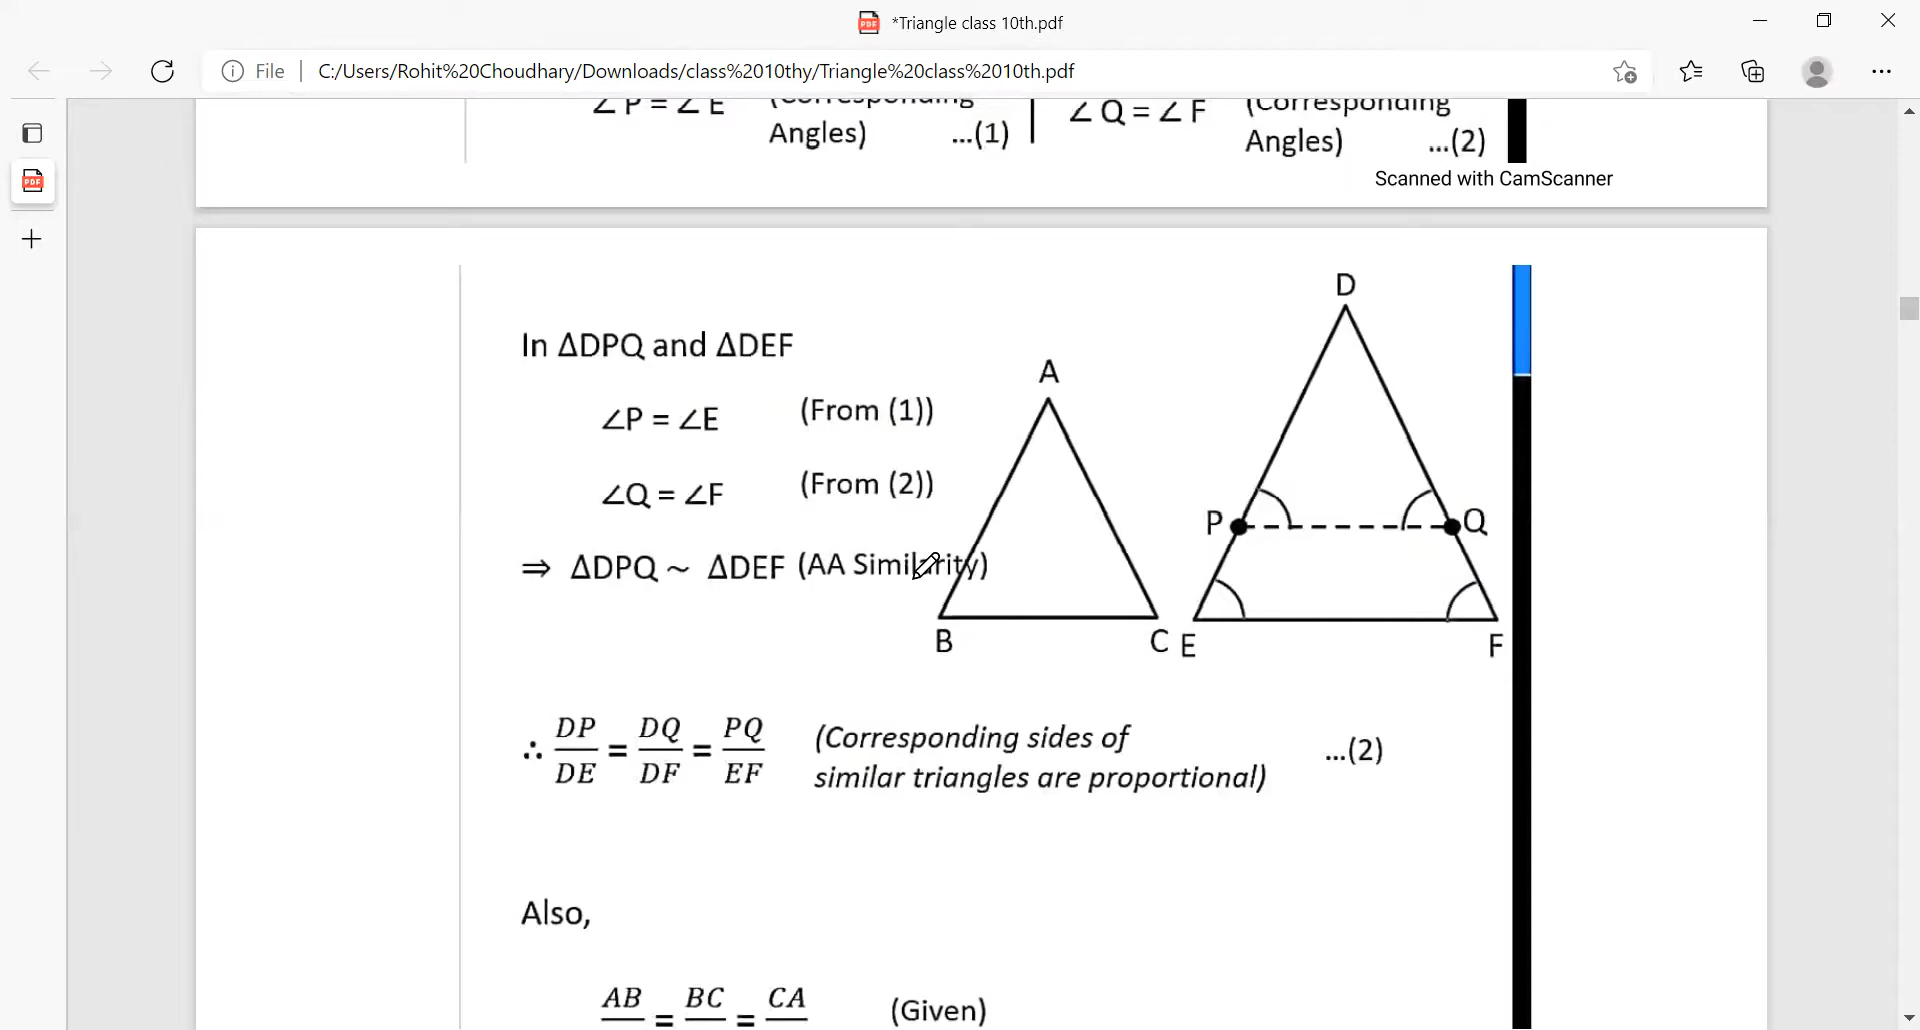 *Triangle class 10th.pdf
File | C:/Users/Rohit%20Choudhary/Downloads/class%2010thy/Triangle%20class%2010th.pdf
∠P = ∠E (Corresponding Angles) ...(1)
∠Q = ∠F (Corresponding Angles) ...(2)
Scanned with CamScanner
In ΔDPQ and ΔDEF
∠P = ∠E (From (1))
∠Q = ∠F (From (2))
⇒ ΔDPQ ~ ΔDEF (AA Similarity)
A
B
C
D
P
Q
E
F
∴ DP/DE = DQ/DF = PQ/EF (Corresponding sides of
similar triangles are proportional) ...(2)
Also,
AB = BC = CA (Given)